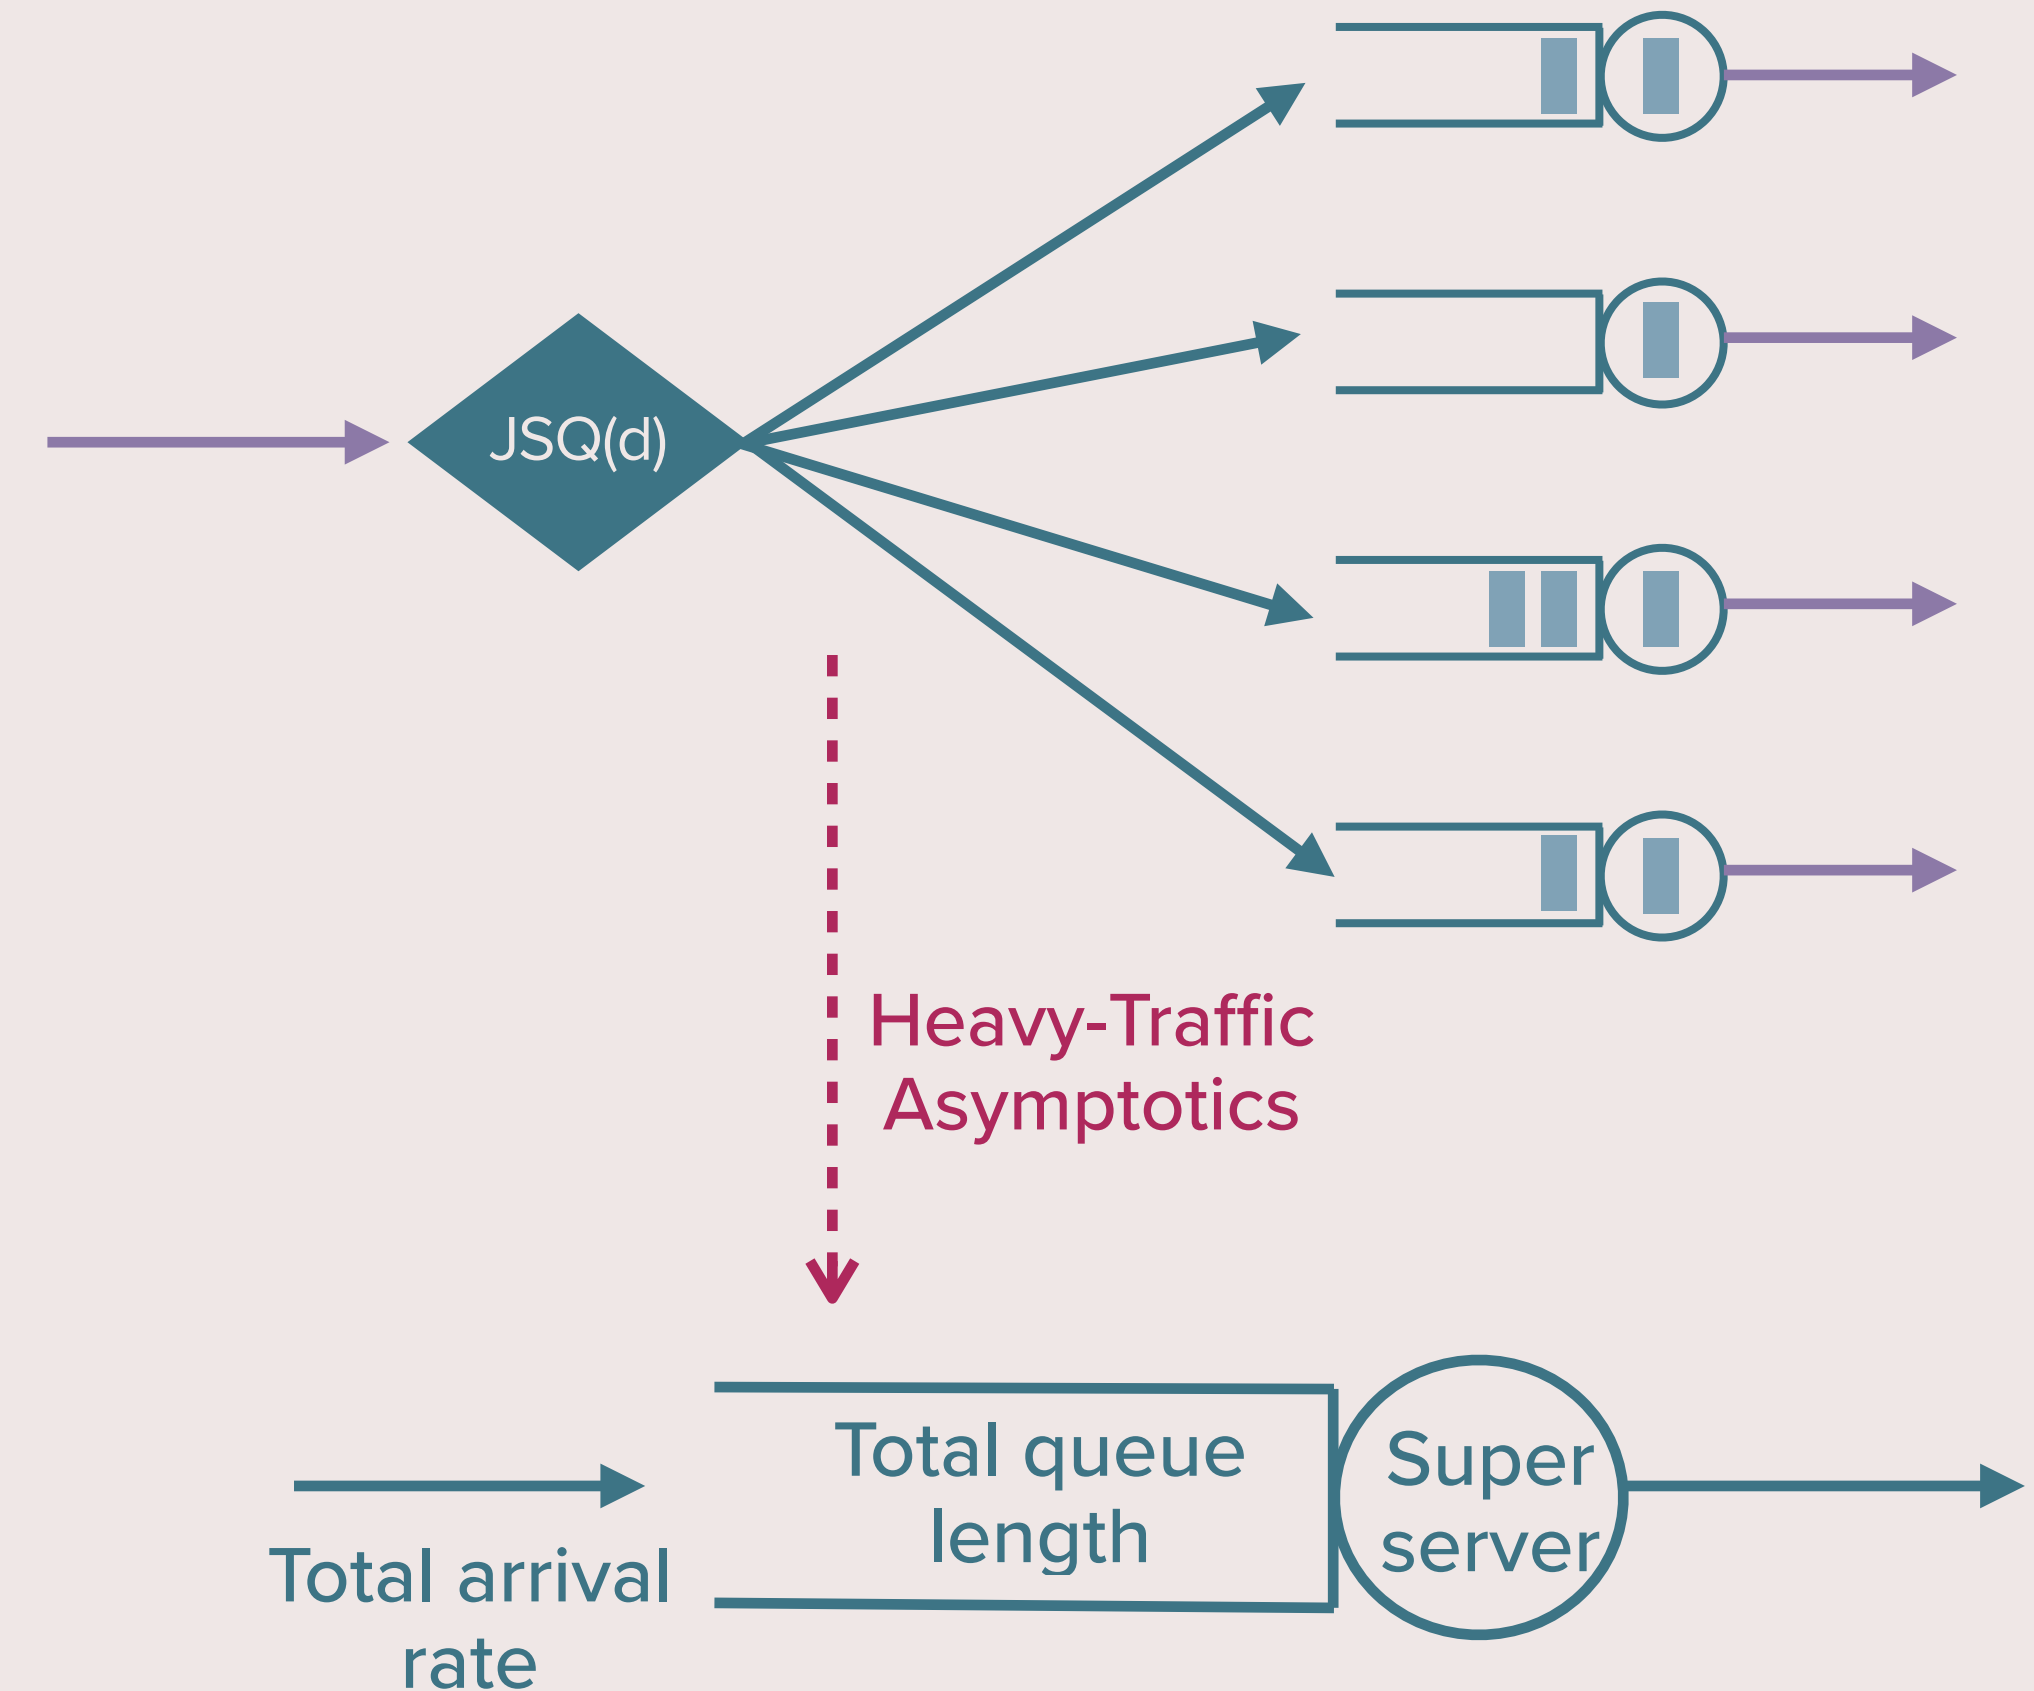 JSQ(d)
Heavy-Traffic
Asymptotics
Total queue
length
Super
server
Total arrival
rate